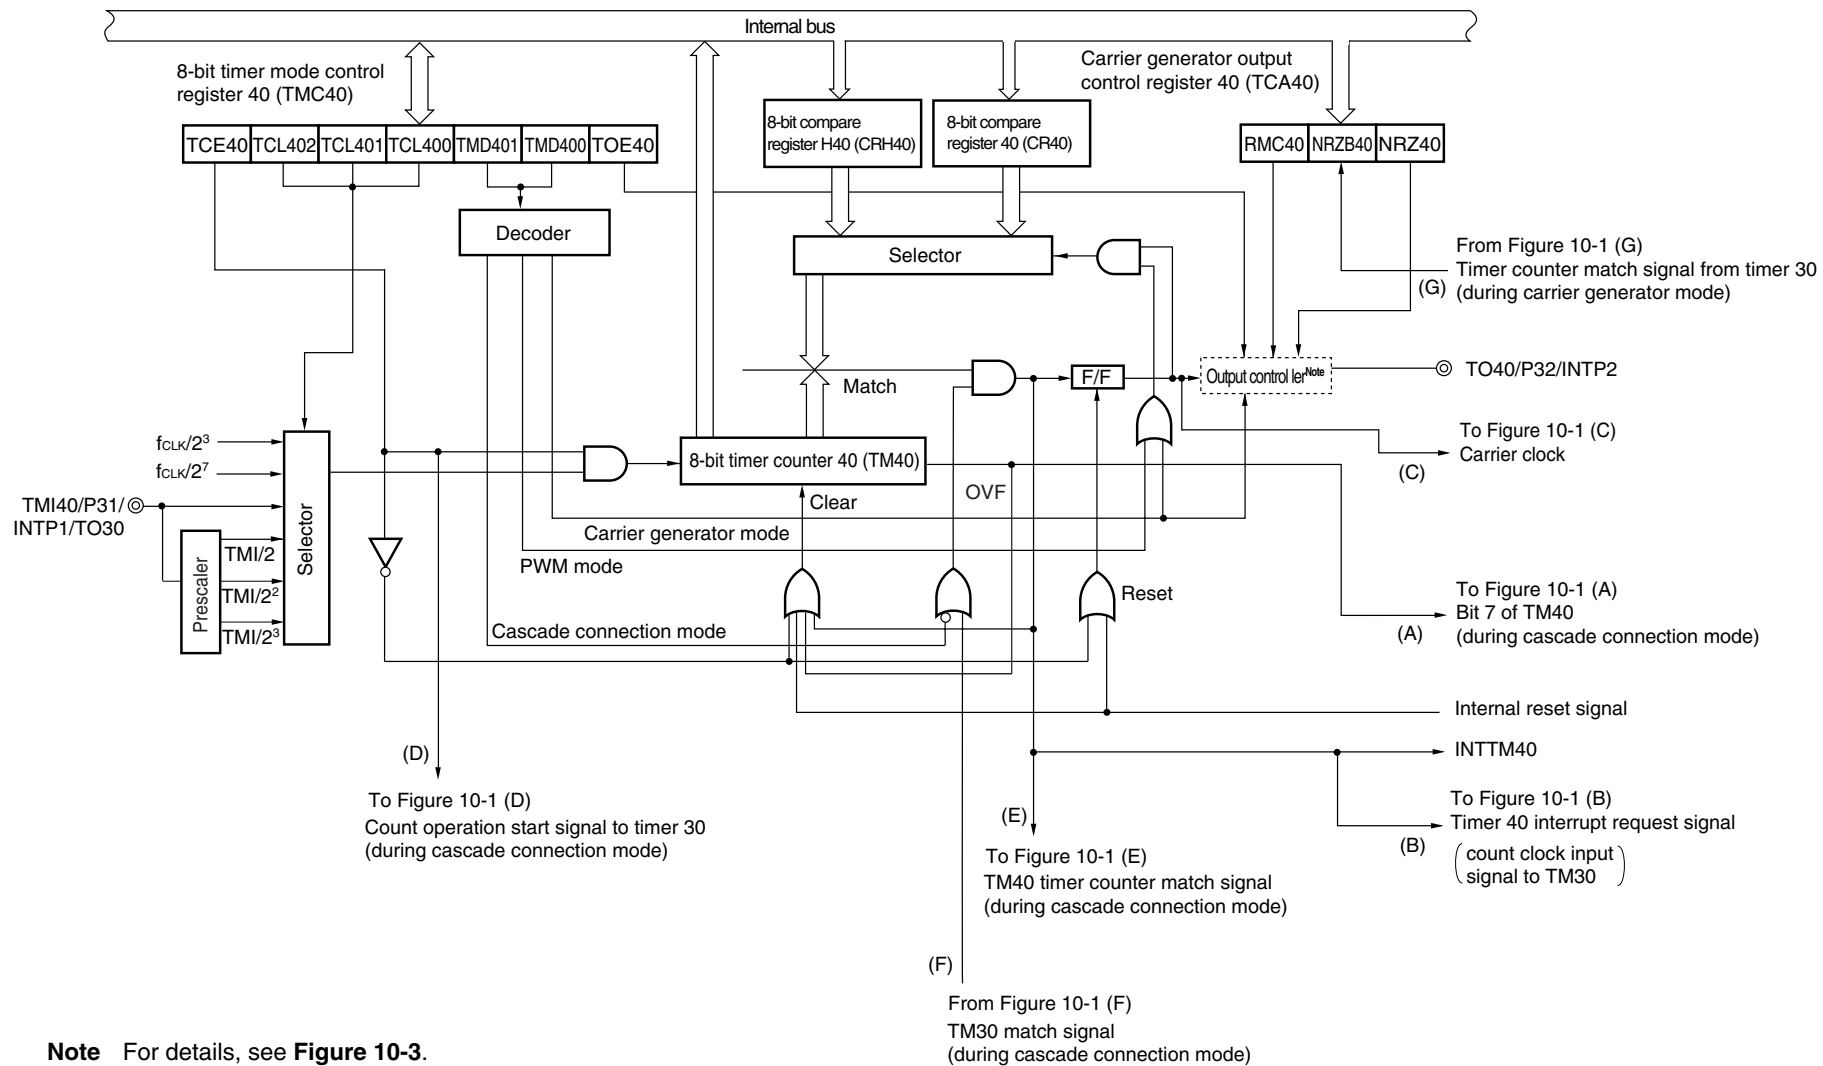 Internal bus
8-bit timer mode control
register 40 (TMC40)
Carrier generator output
control register 40 (TCA40)
TCE40 TCL402 TCL401 TCL400 TMD401 TMD400 TOE40
8-bit compare
register H40 (CRH40)
8-bit compare
register 40 (CR40)
RMC40 NRZB40 NRZ40
Decoder
Selector
From Figure 10-1 (G)
Timer counter match signal from timer 30
(during carrier generator mode)
(G)
Match
F/F
Output control ler^Note
TO40/P32/INTP2
To Figure 10-1 (C)
Carrier clock
(C)
fCLK/2³
fCLK/2⁷
TMI40/P31/
INTP1/TO30
Prescaler
TMI/2
TMI/2²
TMI/2³
Selector
8-bit timer counter 40 (TM40)
Clear
OVF
Carrier generator mode
PWM mode
Cascade connection mode
Reset
To Figure 10-1 (A)
Bit 7 of TM40
(during cascade connection mode)
(A)
Internal reset signal
INTTM40
(D)
To Figure 10-1 (D)
Count operation start signal to timer 30
(during cascade connection mode)
(E)
To Figure 10-1 (E)
TM40 timer counter match signal
(during cascade connection mode)
To Figure 10-1 (B)
Timer 40 interrupt request signal
(B)
(count clock input
signal to TM30)
(F)
From Figure 10-1 (F)
TM30 match signal
(during cascade connection mode)
Note For details, see Figure 10-3.